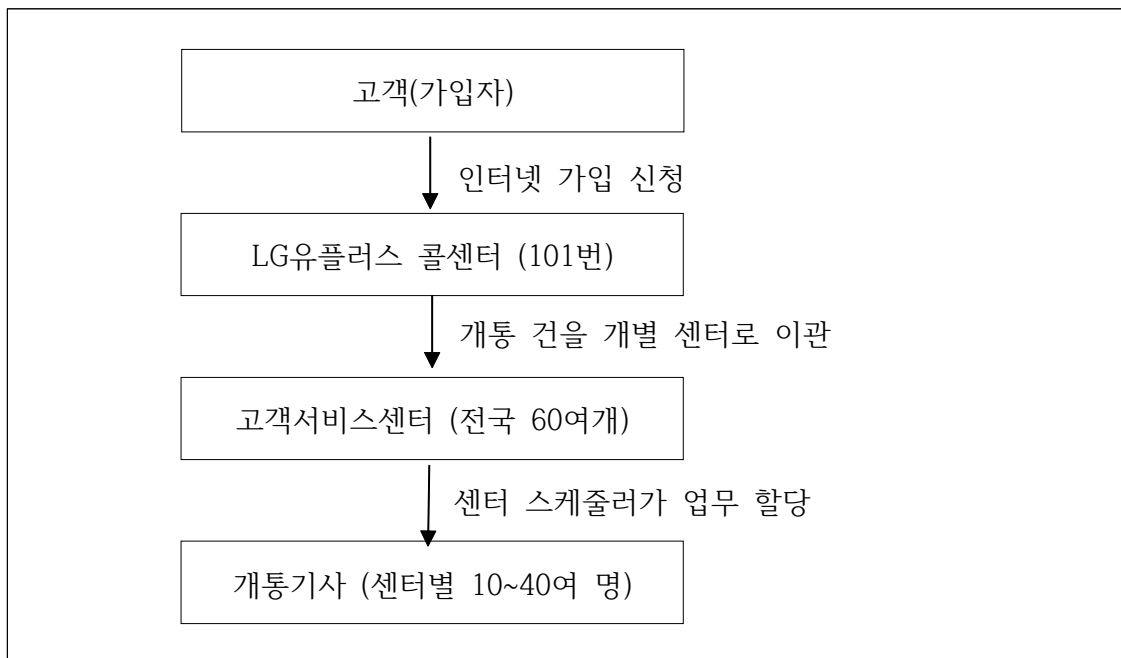 고객(가입자)
인터넷 가입 신청
LG유플러스 콜센터 (101번)
개통 건을 개별 센터로 이관
고객서비스센터 (전국 60여개)
센터 스케줄러가 업무 할당
개통기사 (센터별 10~40여 명)